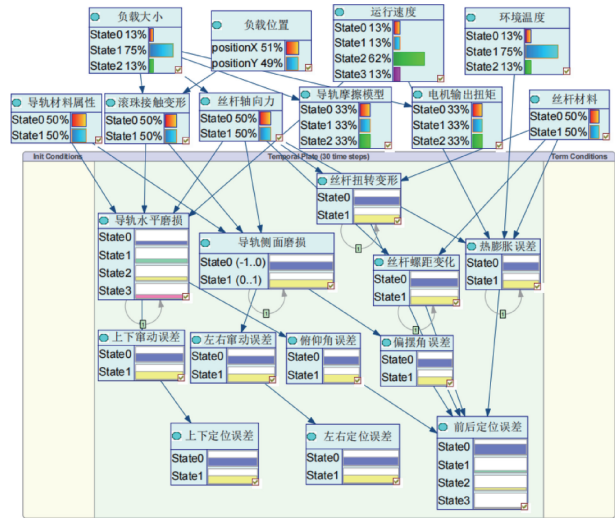 负载大小
State0 13%
State1 75%
State2 13%
负载位置
positionX 51%
positionY 49%
运行速度
State0 13%
State1 13%
State2 62%
State3 13%
环境温度
State0 13%
State1 75%
State2 13%
导轨材料属性
State0 50%
State1 50%
滚珠接触变形
State0 50%
State1 50%
丝杆轴向力
State0 50%
State1 50%
导轨摩擦模型
State0 33%
State1 33%
State2 33%
电机输出扭矩
State0 33%
State1 33%
State2 33%
丝杆材料
State0 50%
State1 50%
Init Conditions
Temporal Plate (30 time steps)
Term Conditions
丝杆扭转变形
State0
State1
导轨水平磨损
State0
State1
State2
State3
导轨侧面磨损
State0 (-1..0)
State1 (0..1)
丝杆螺距变化
State0
State1
热膨胀误差
State0
State1
1
1
1
1
1
上下窜动误差
State0
State1
左右窜动误差
State0
State1
俯仰角误差
State0
State1
偏摆角误差
State0
State1
上下定位误差
State0
State1
左右定位误差
State0
State1
前后定位误差
State0
State1
State2
State3